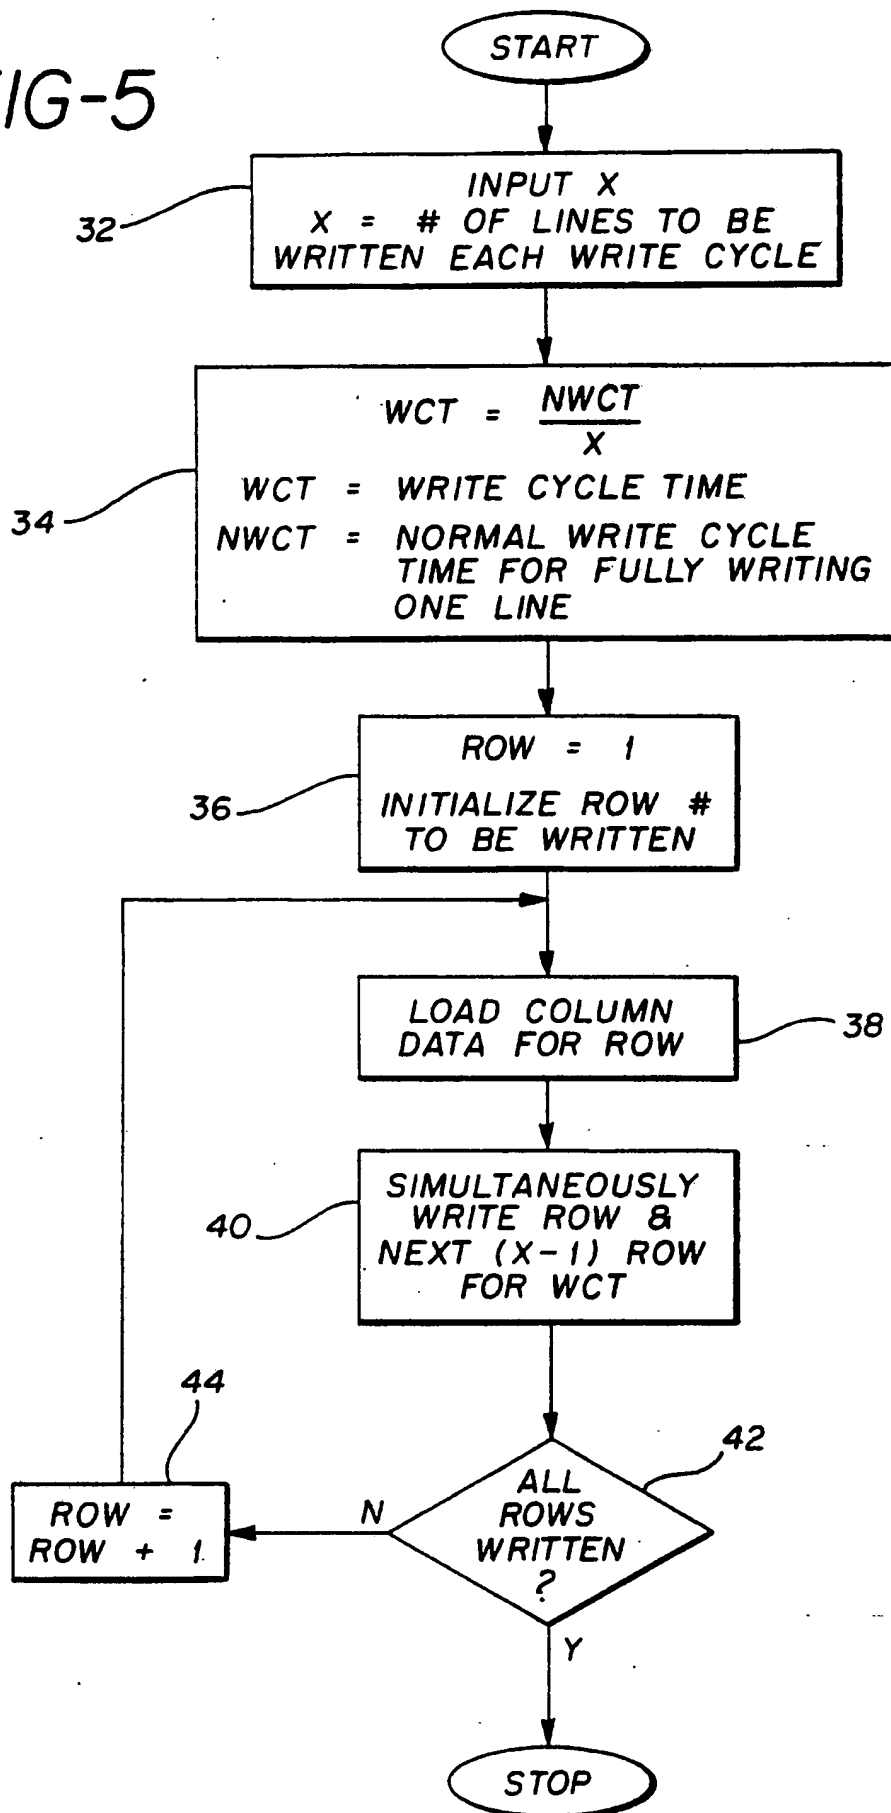 START
FIG-5
INPUT X
X = # OF LINES TO BE
WRITTEN EACH WRITE CYCLE
32
WCT = NWCT
X
WCT = WRITE CYCLE TIME
NWCT = NORMAL WRITE CYCLE
TIME FOR FULLY WRITING
ONE LINE
34
ROW = 1
INITIALIZE ROW #
TO BE WRITTEN
36
LOAD COLUMN
DATA FOR ROW
38
SIMULTANEOUSLY
WRITE ROW &
NEXT (X-1) ROW
FOR WCT
40
44
42
ALL
ROWS
WRITTEN
?
N
ROW =
ROW + 1
Y
STOP